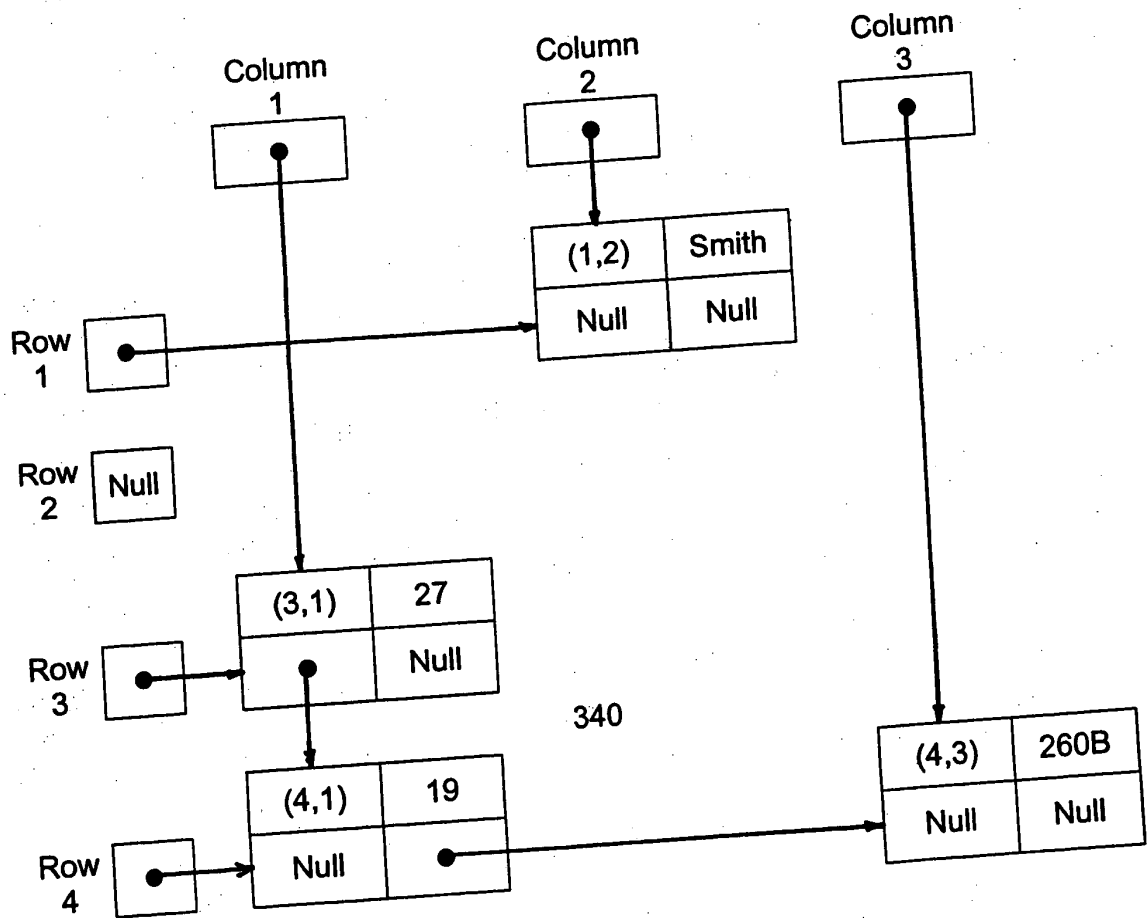 Column
1
Column
2
Column
3
(1,2) Smith
Null Null
Row
1
Row
2
Null
(3,1) 27
Null
Row
3
340
(4,1) 19
Null
(4,3) 260B
Null Null
Row
4